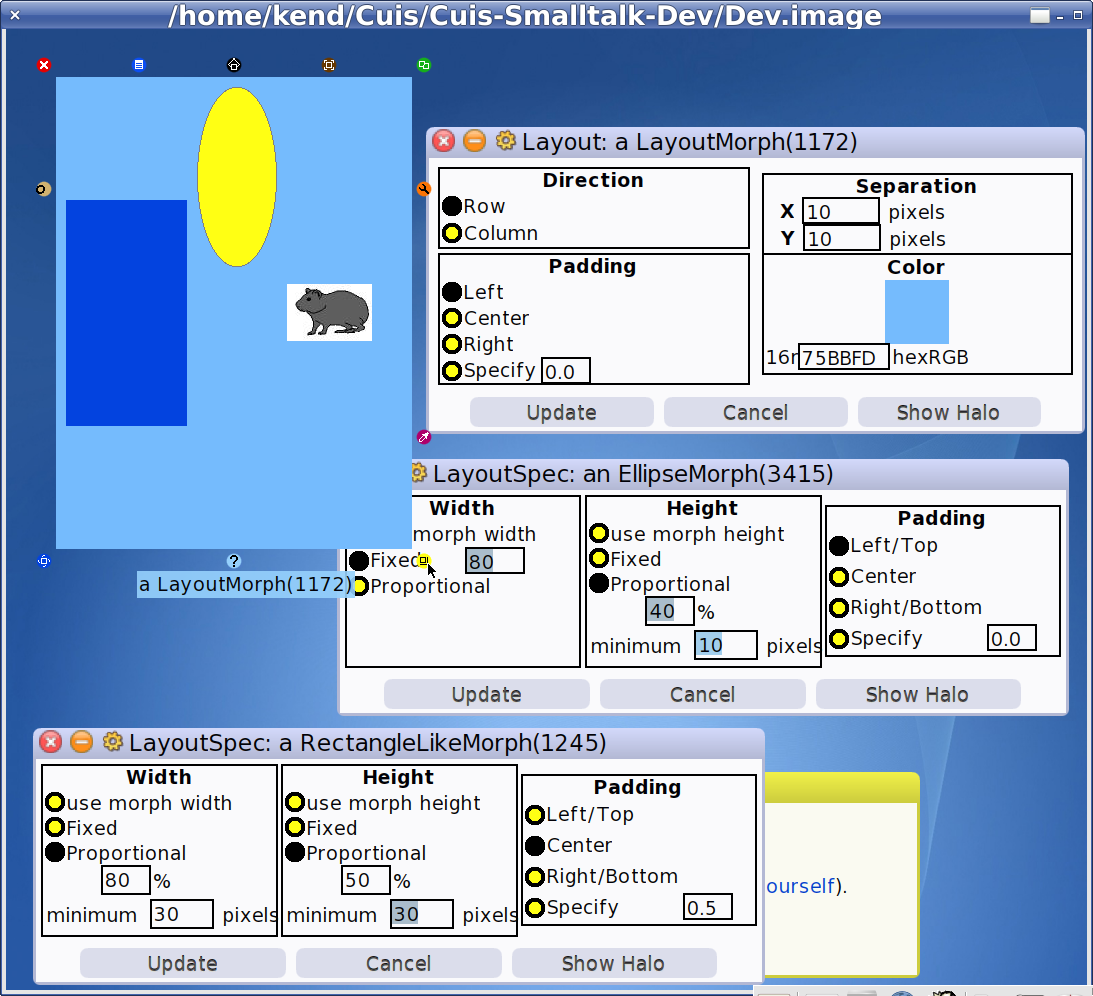 /home/kend/Cuis/Cuis-Smalltalk-Dev/Dev.image
Layout: a LayoutMorph(1172)
Direction
Row
Column
Padding
Left
Center
Right
Specify 0.0
Separation
X 10 pixels
Y 10 pixels
Color
16r 75BBFD hexRGB
Update Cancel Show Halo
a LayoutMorph(1172)
LayoutSpec: an EllipseMorph(3415)
Width
morph width
Fixed 80
Proportional
Height
use morph height
Fixed
Proportional
40 %
minimum 10 pixels
Padding
Left/Top
Center
Right/Bottom
Specify 0.0
Update Cancel Show Halo
LayoutSpec: a RectangleLikeMorph(1245)
Width
use morph width
Fixed
Proportional
80 %
minimum 30 pixels
Height
use morph height
Fixed
Proportional
50 %
minimum 30 pixels
Padding
Left/Top
Center
Right/Bottom
Specify 0.5
Update Cancel Show Halo
ourself).